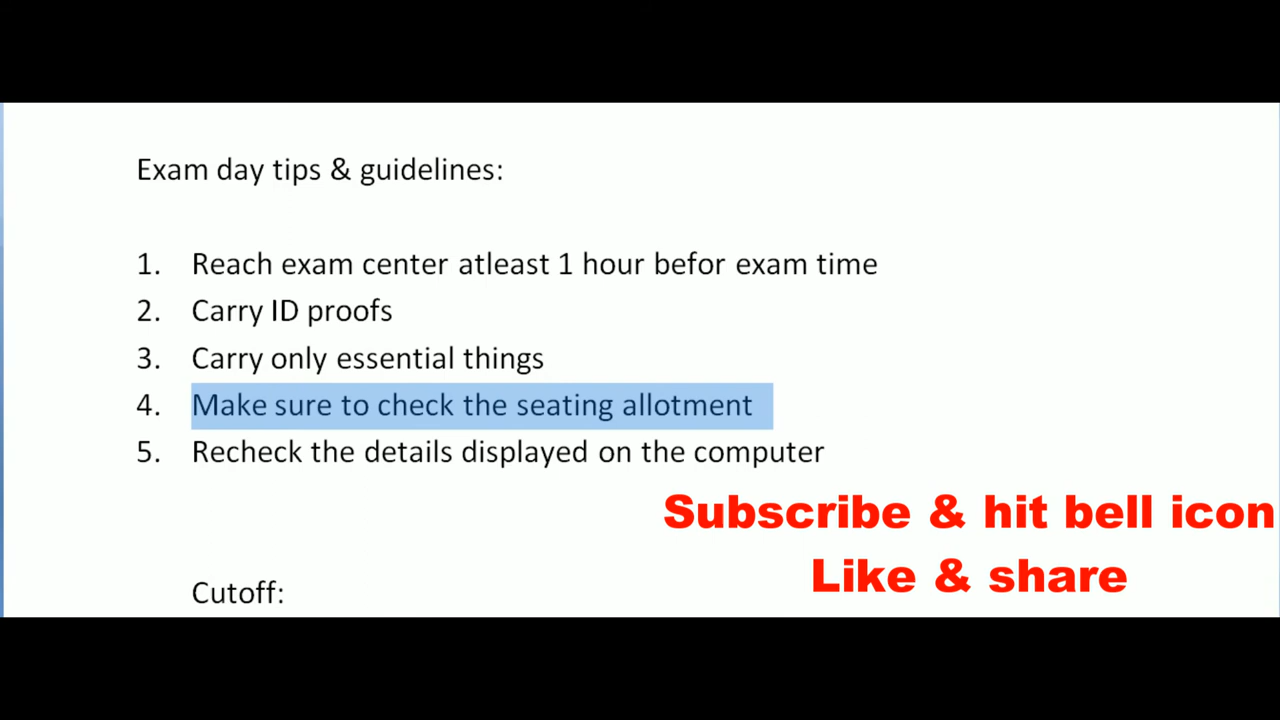 Exam day tips & guidelines:
1. Reach exam center atleast 1 hour befor exam time
2. Carry ID proofs
3. Carry only essential things
4. Make sure to check the seating allotment
5. Recheck the details displayed on the computer
Subscribe & hit bell icon
Like & share
Cutoff: